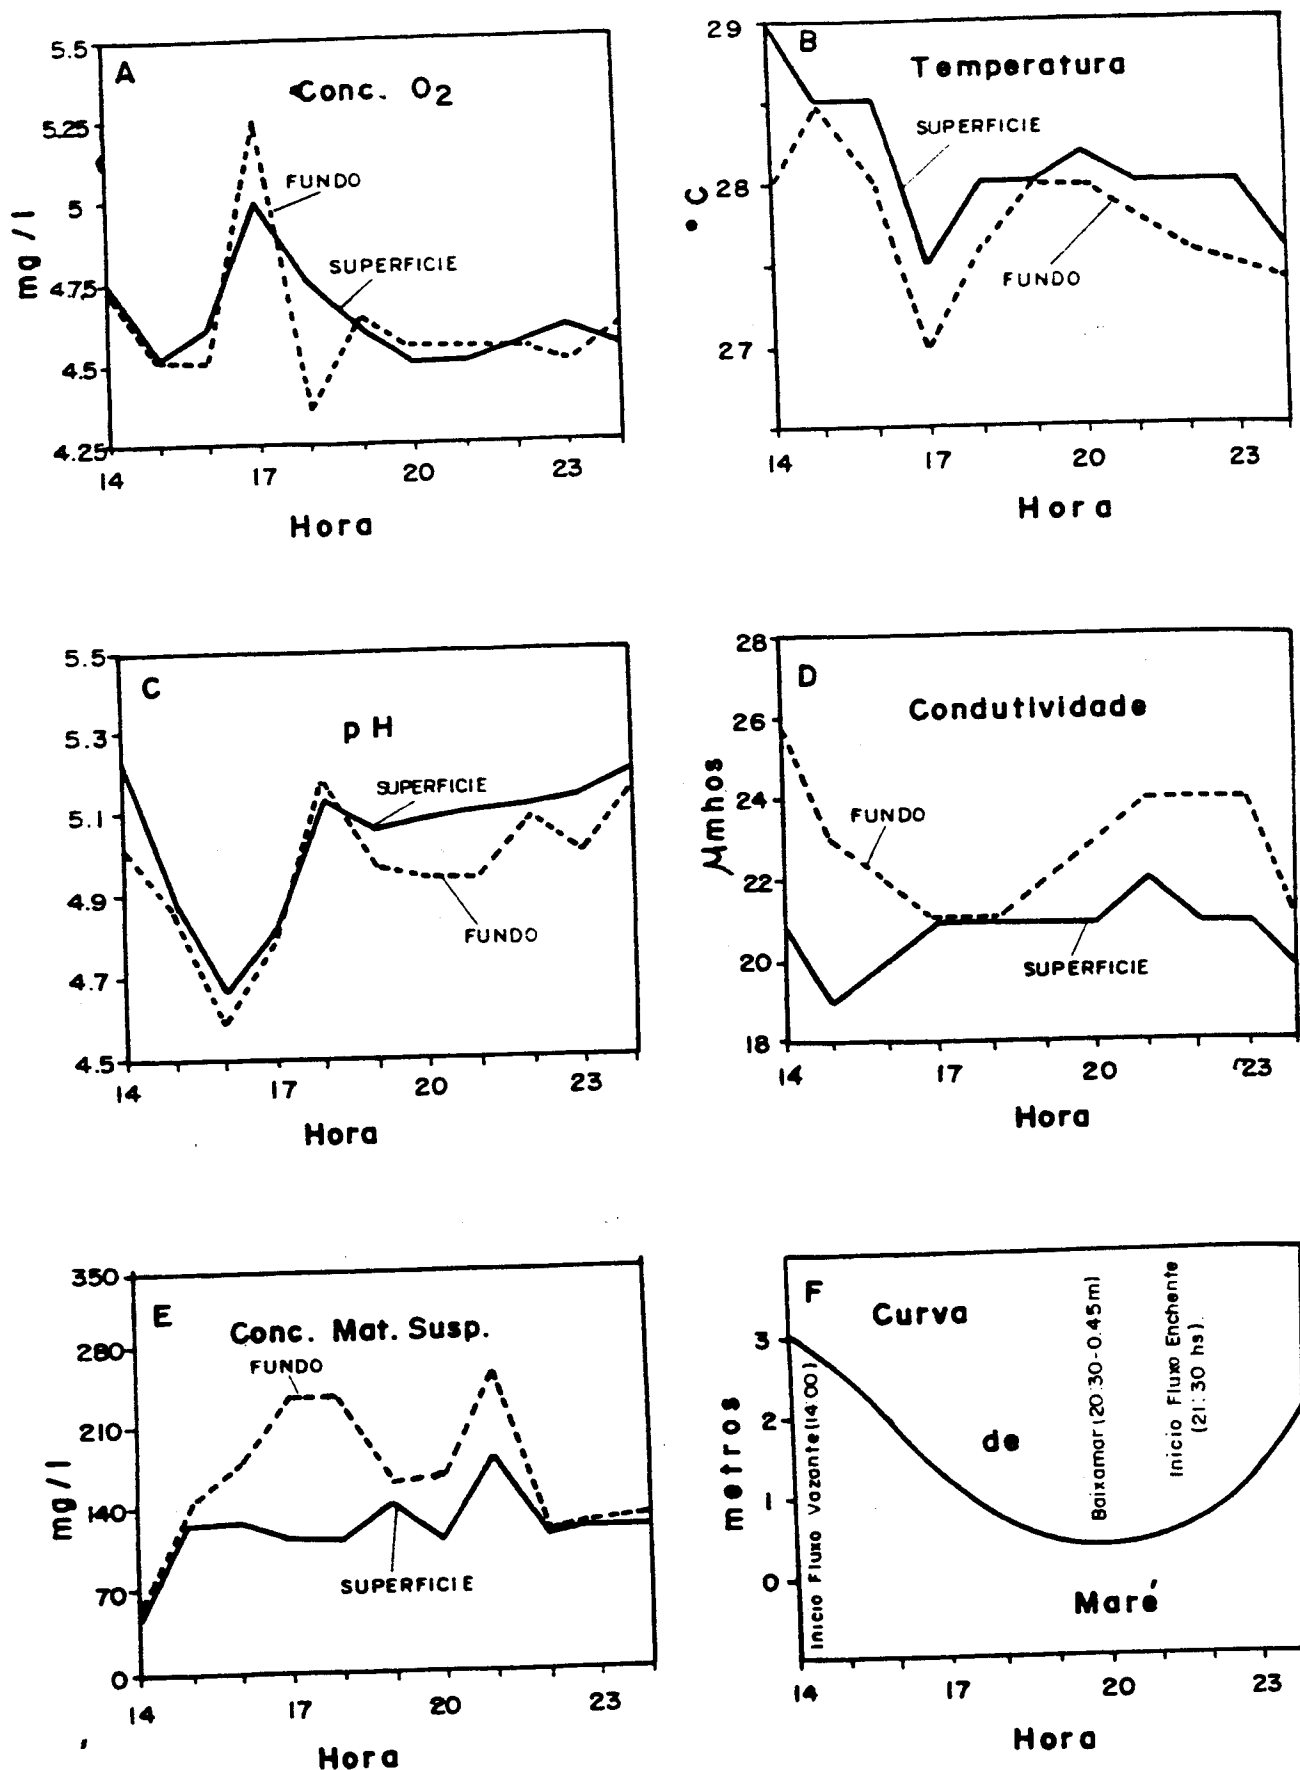 A
Conc. O2
5.5
5.25
5
4.75
4.5
4.25
mg/l
FUNDO
SUPERFICIE
14 17 20 23
Hora
B
Temperatura
29
28
27
°C
SUPERFICIE
FUNDO
14 17 20 23
Hora
C
pH
5.5
5.3
5.1
4.9
4.7
4.5
SUPERFICIE
FUNDO
14 17 20 23
Hora
D
Condutividade
28
26
24
22
20
18
μmhos
FUNDO
SUPERFICIE
14 17 20 23
Hora
E
Conc. Mat. Susp.
350
280
210
140
70
0
mg/l
FUNDO
SUPERFICIE
14 17 20 23
Hora
F
Curva
de
Maré
3
2
1
0
metros
Inicio Fluxo Vazante (14:00)
Baixamar (20:30-0.45m)
Inicio Fluxo Enchente
(21:30 hs).
14 17 20 23
Hora